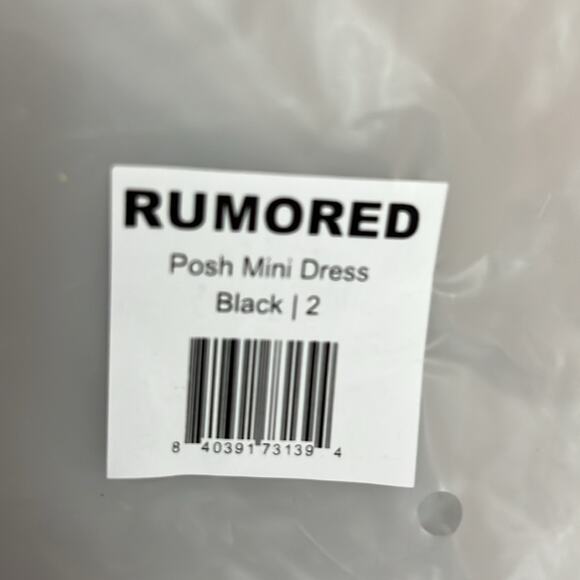 RUMORED
Posh Mini Dress
Black | 2
8 40391 73139 4